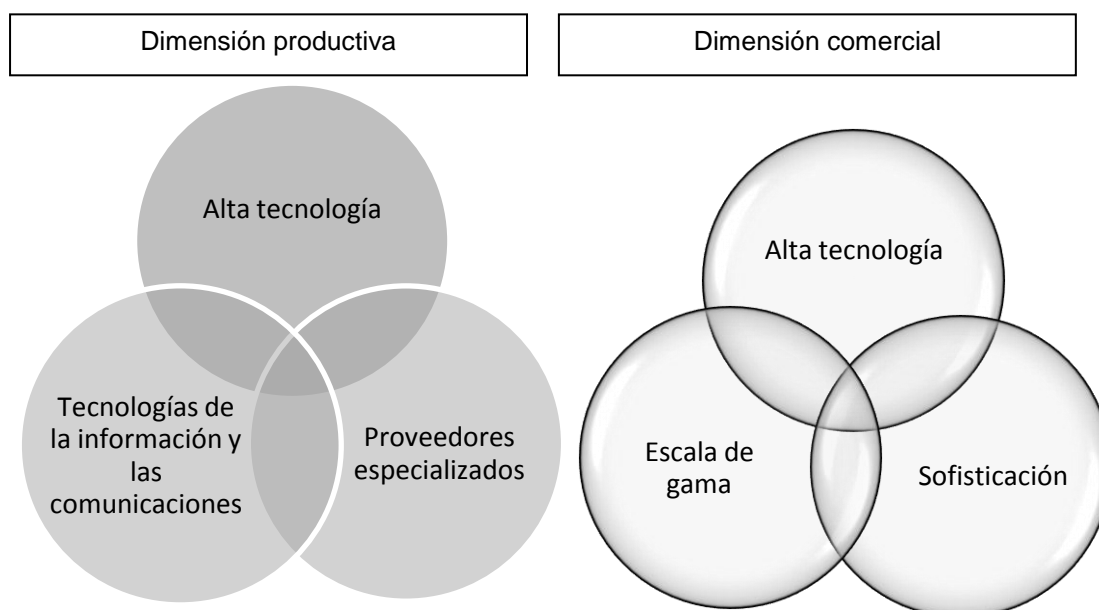 Dimensión productiva
Dimensión comercial
Alta tecnología
Tecnologías de
la información y
las
comunicaciones
Proveedores
especializados
Alta tecnología
Escala de
gama
Sofisticación